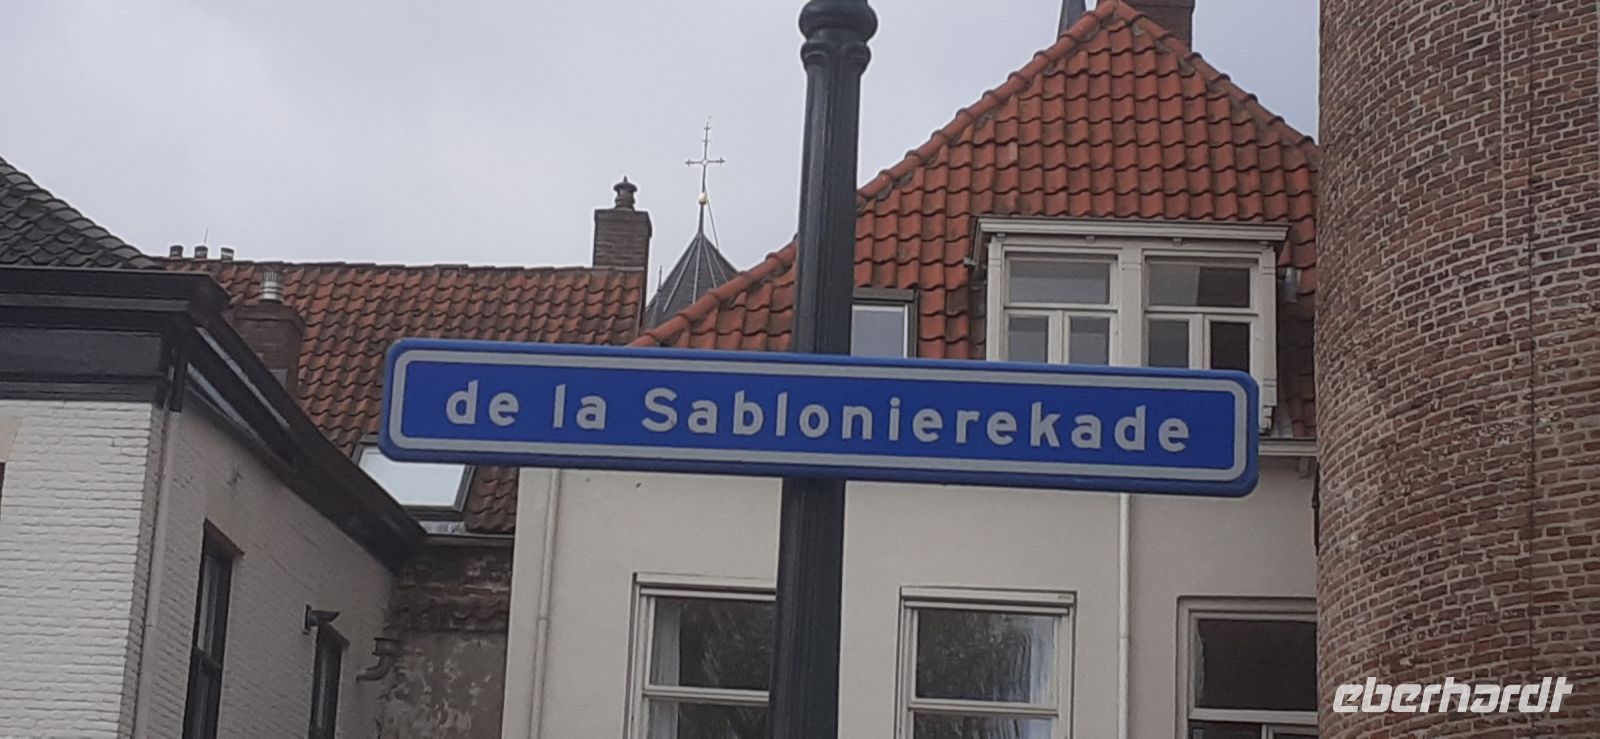 de la Sablonierekade
eberhardt